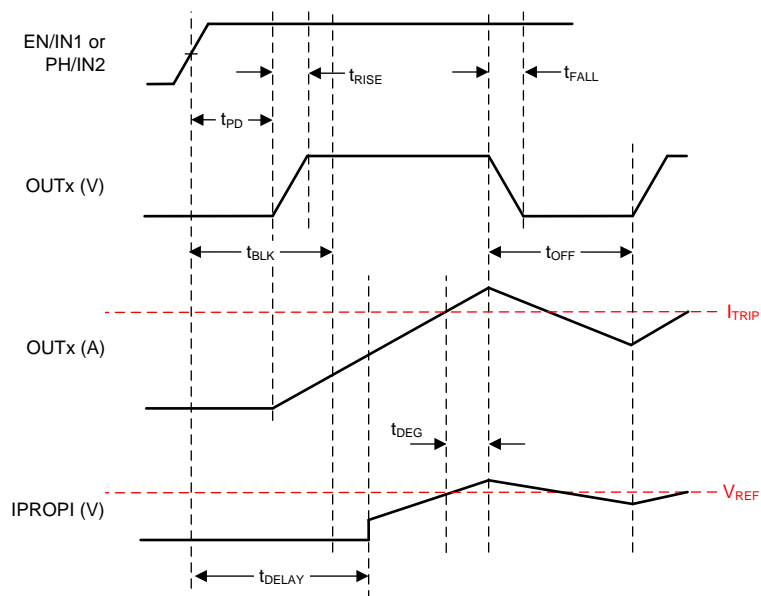 EN/IN1 or
PH/IN2
tRISE
tFALL
tPD
OUTx (V)
tBLK
tOFF
ITRIP
OUTx (A)
tDEG
VREF
IPROPI (V)
tDELAY